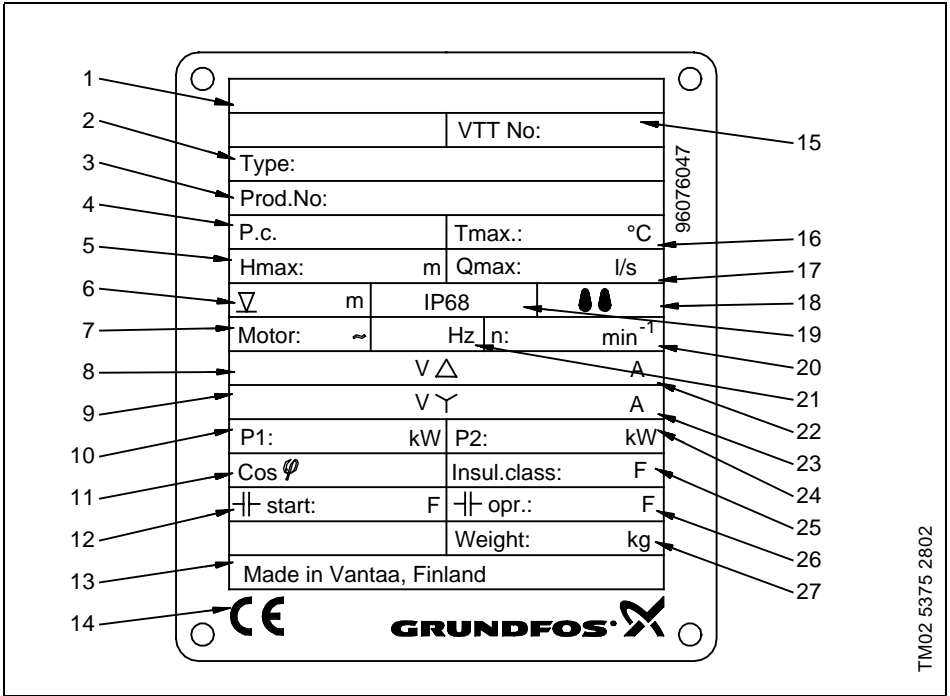 1
VTT No:
15
2
Type:
3
Prod.No:
96076047
4
P.c. Tmax.: °C
16
5
Hmax: m Qmax: l/s
17
6
m IP68
18
19
7
Motor: ~ Hz n: min-1
20
21
8
V △ A
22
9
V Y A
23
10
P1: kW P2: kW
24
11
Cos φ Insul.class: F
25
12
start: F opr.: F
26
Weight: kg
27
13
Made in Vantaa, Finland
14
CE GRUNDFOS
TM02 5375 2802